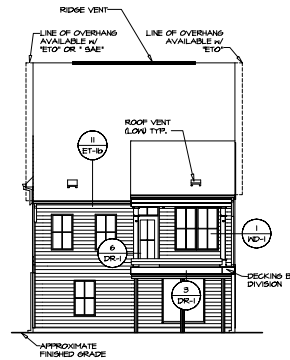 RIDGE VENT
LINE OF OVERHANG
AVAILABLE w/
"ETO" OR "SAE"
LINE OF OVERHANG
AVAILABLE w/
"ETO"
ROOF VENT
(LOW) TYP.
11
ET-1b
1
WD-1
6
DR-1
DECKING B
DIVISION
3
DR-1
APPROXIMATE
FINISHED GRADE